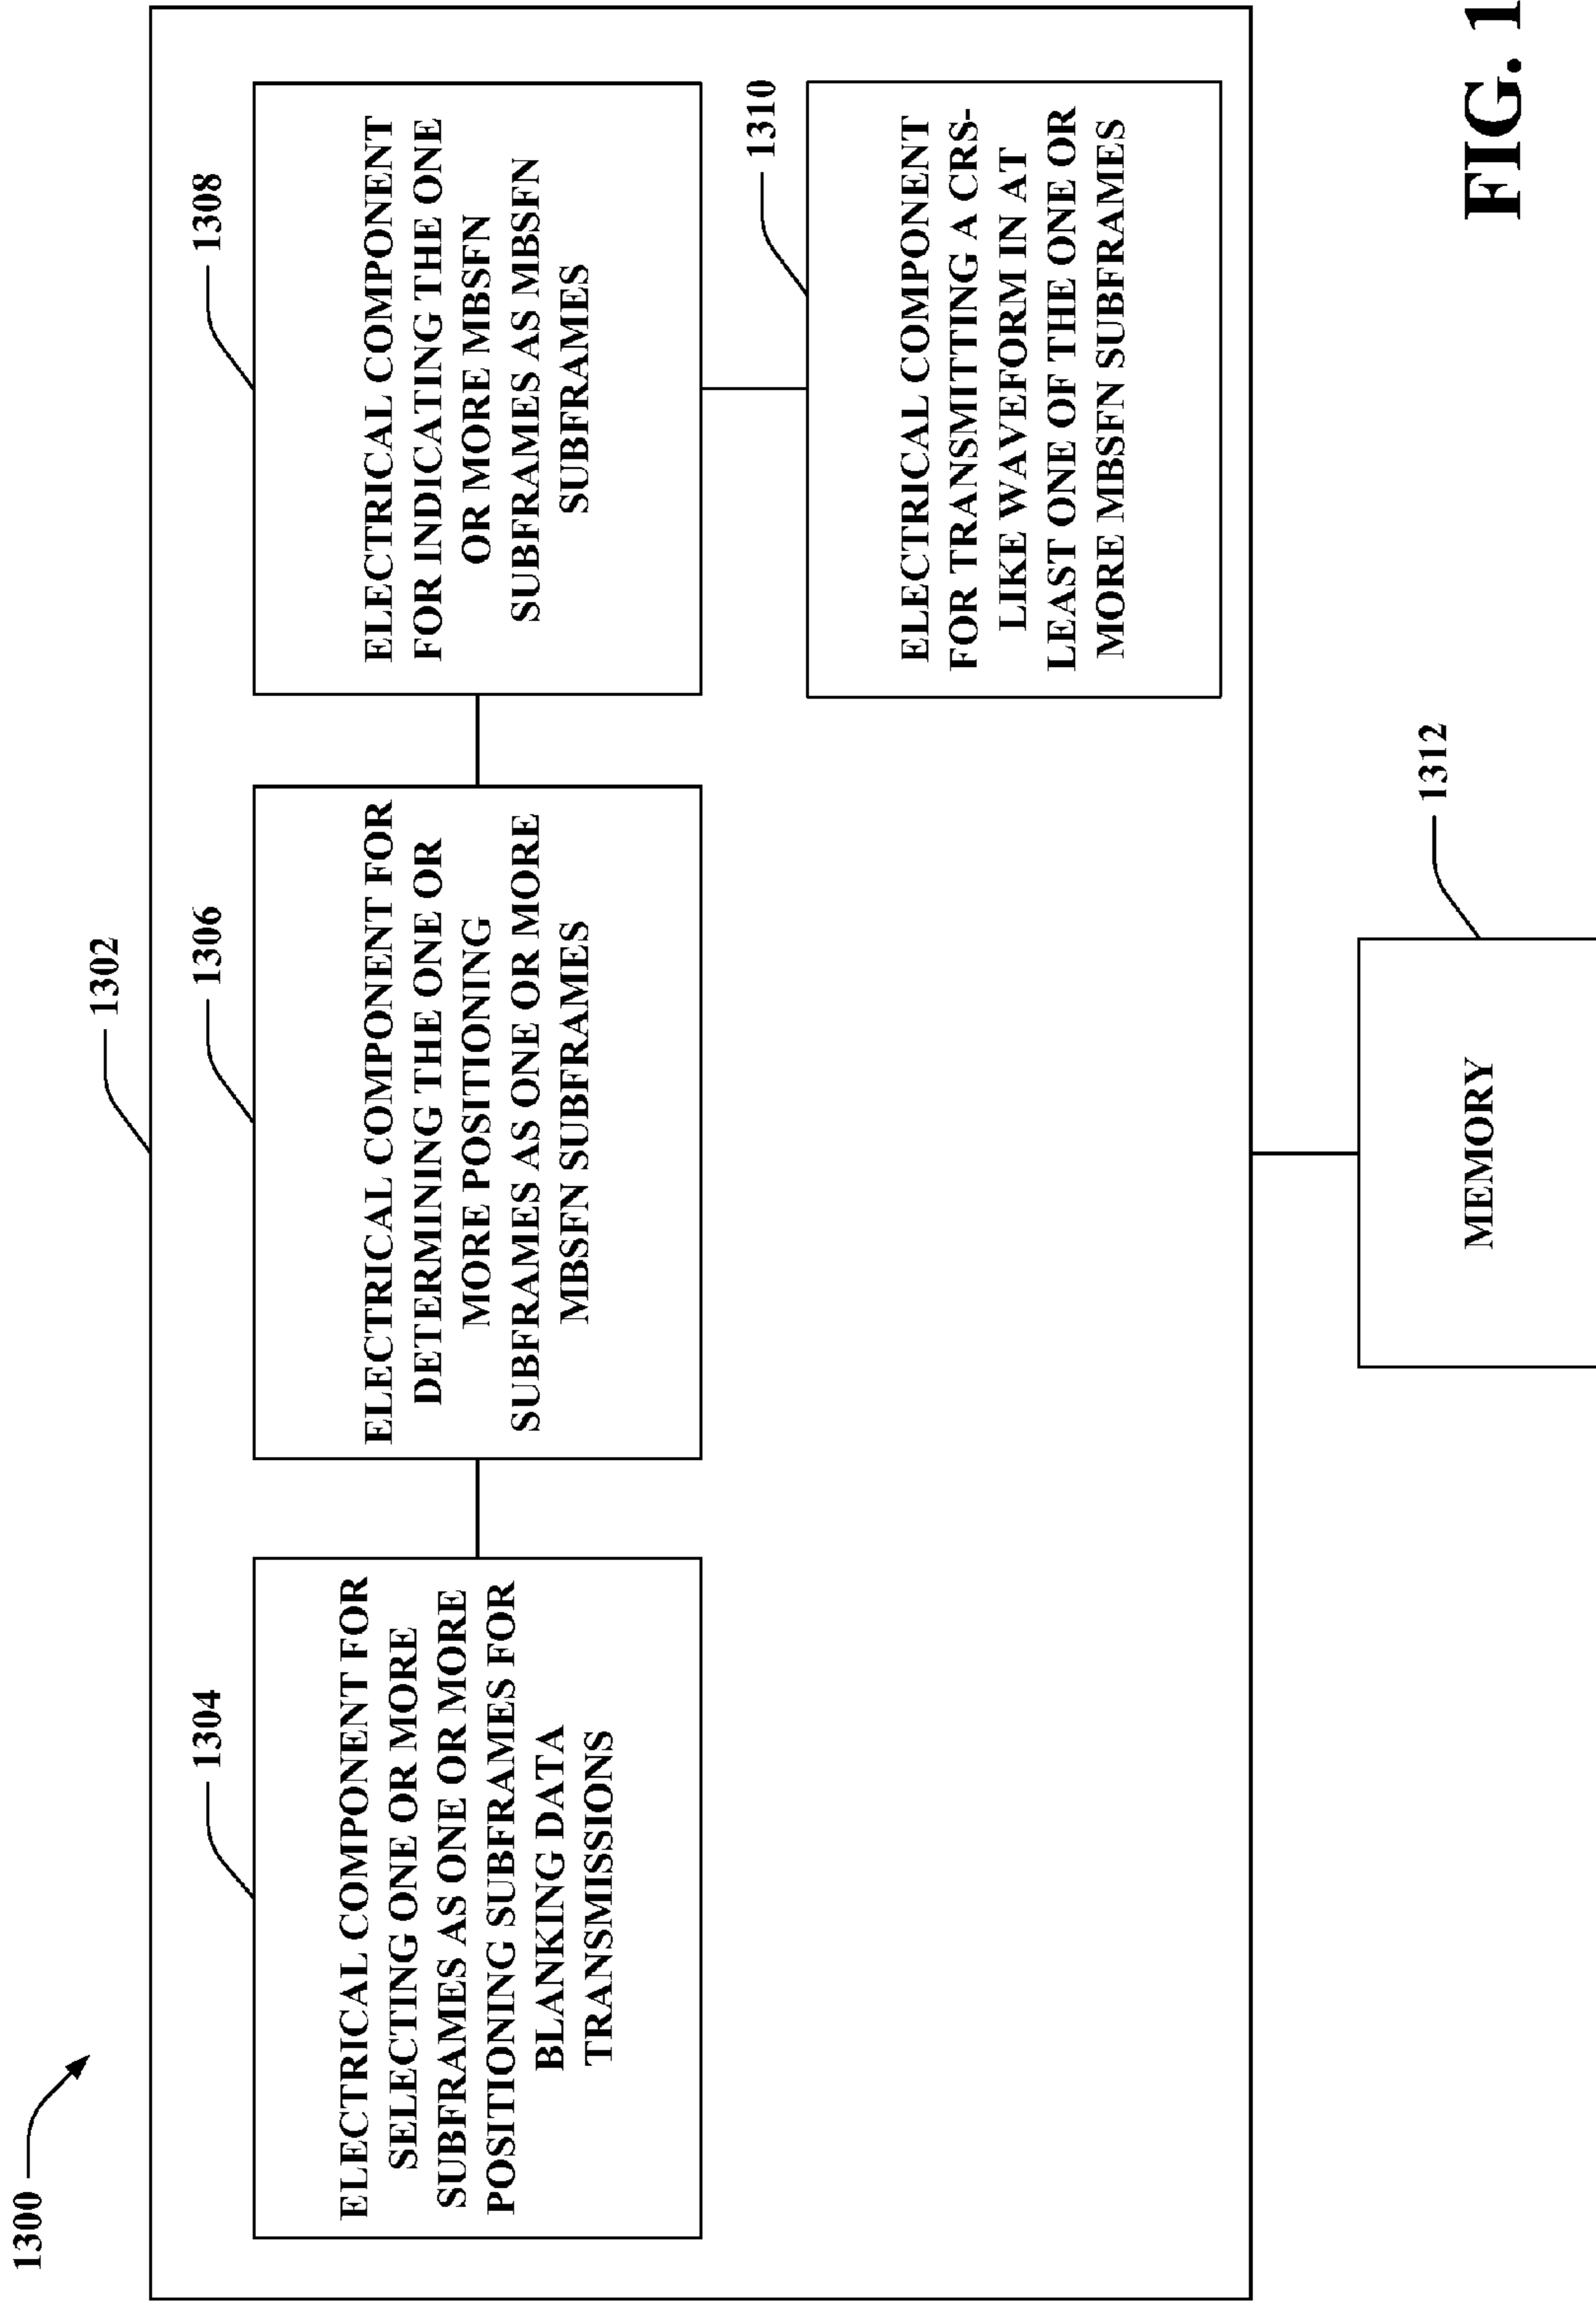 1300
1302
1304
ELECTRICAL COMPONENT FOR
SELECTING ONE OR MORE
SUBFRAMES AS ONE OR MORE
POSITIONING SUBFRAMES FOR
BLANKING DATA
TRANSMISSIONS
1306
ELECTRICAL COMPONENT FOR
DETERMINING THE ONE OR
MORE POSITIONING
SUBFRAMES AS ONE OR MORE
MBSFN SUBFRAMES
1308
ELECTRICAL COMPONENT
FOR INDICATING THE ONE
OR MORE MBSFN
SUBFRAMES AS MBSFN
SUBFRAMES
1310
ELECTRICAL COMPONENT
FOR TRANSMITTING A CRS-
LIKE WAVEFORM IN AT
LEAST ONE OF THE ONE OR
MORE MBSFN SUBFRAMES
1312
MEMORY
FIG. 1